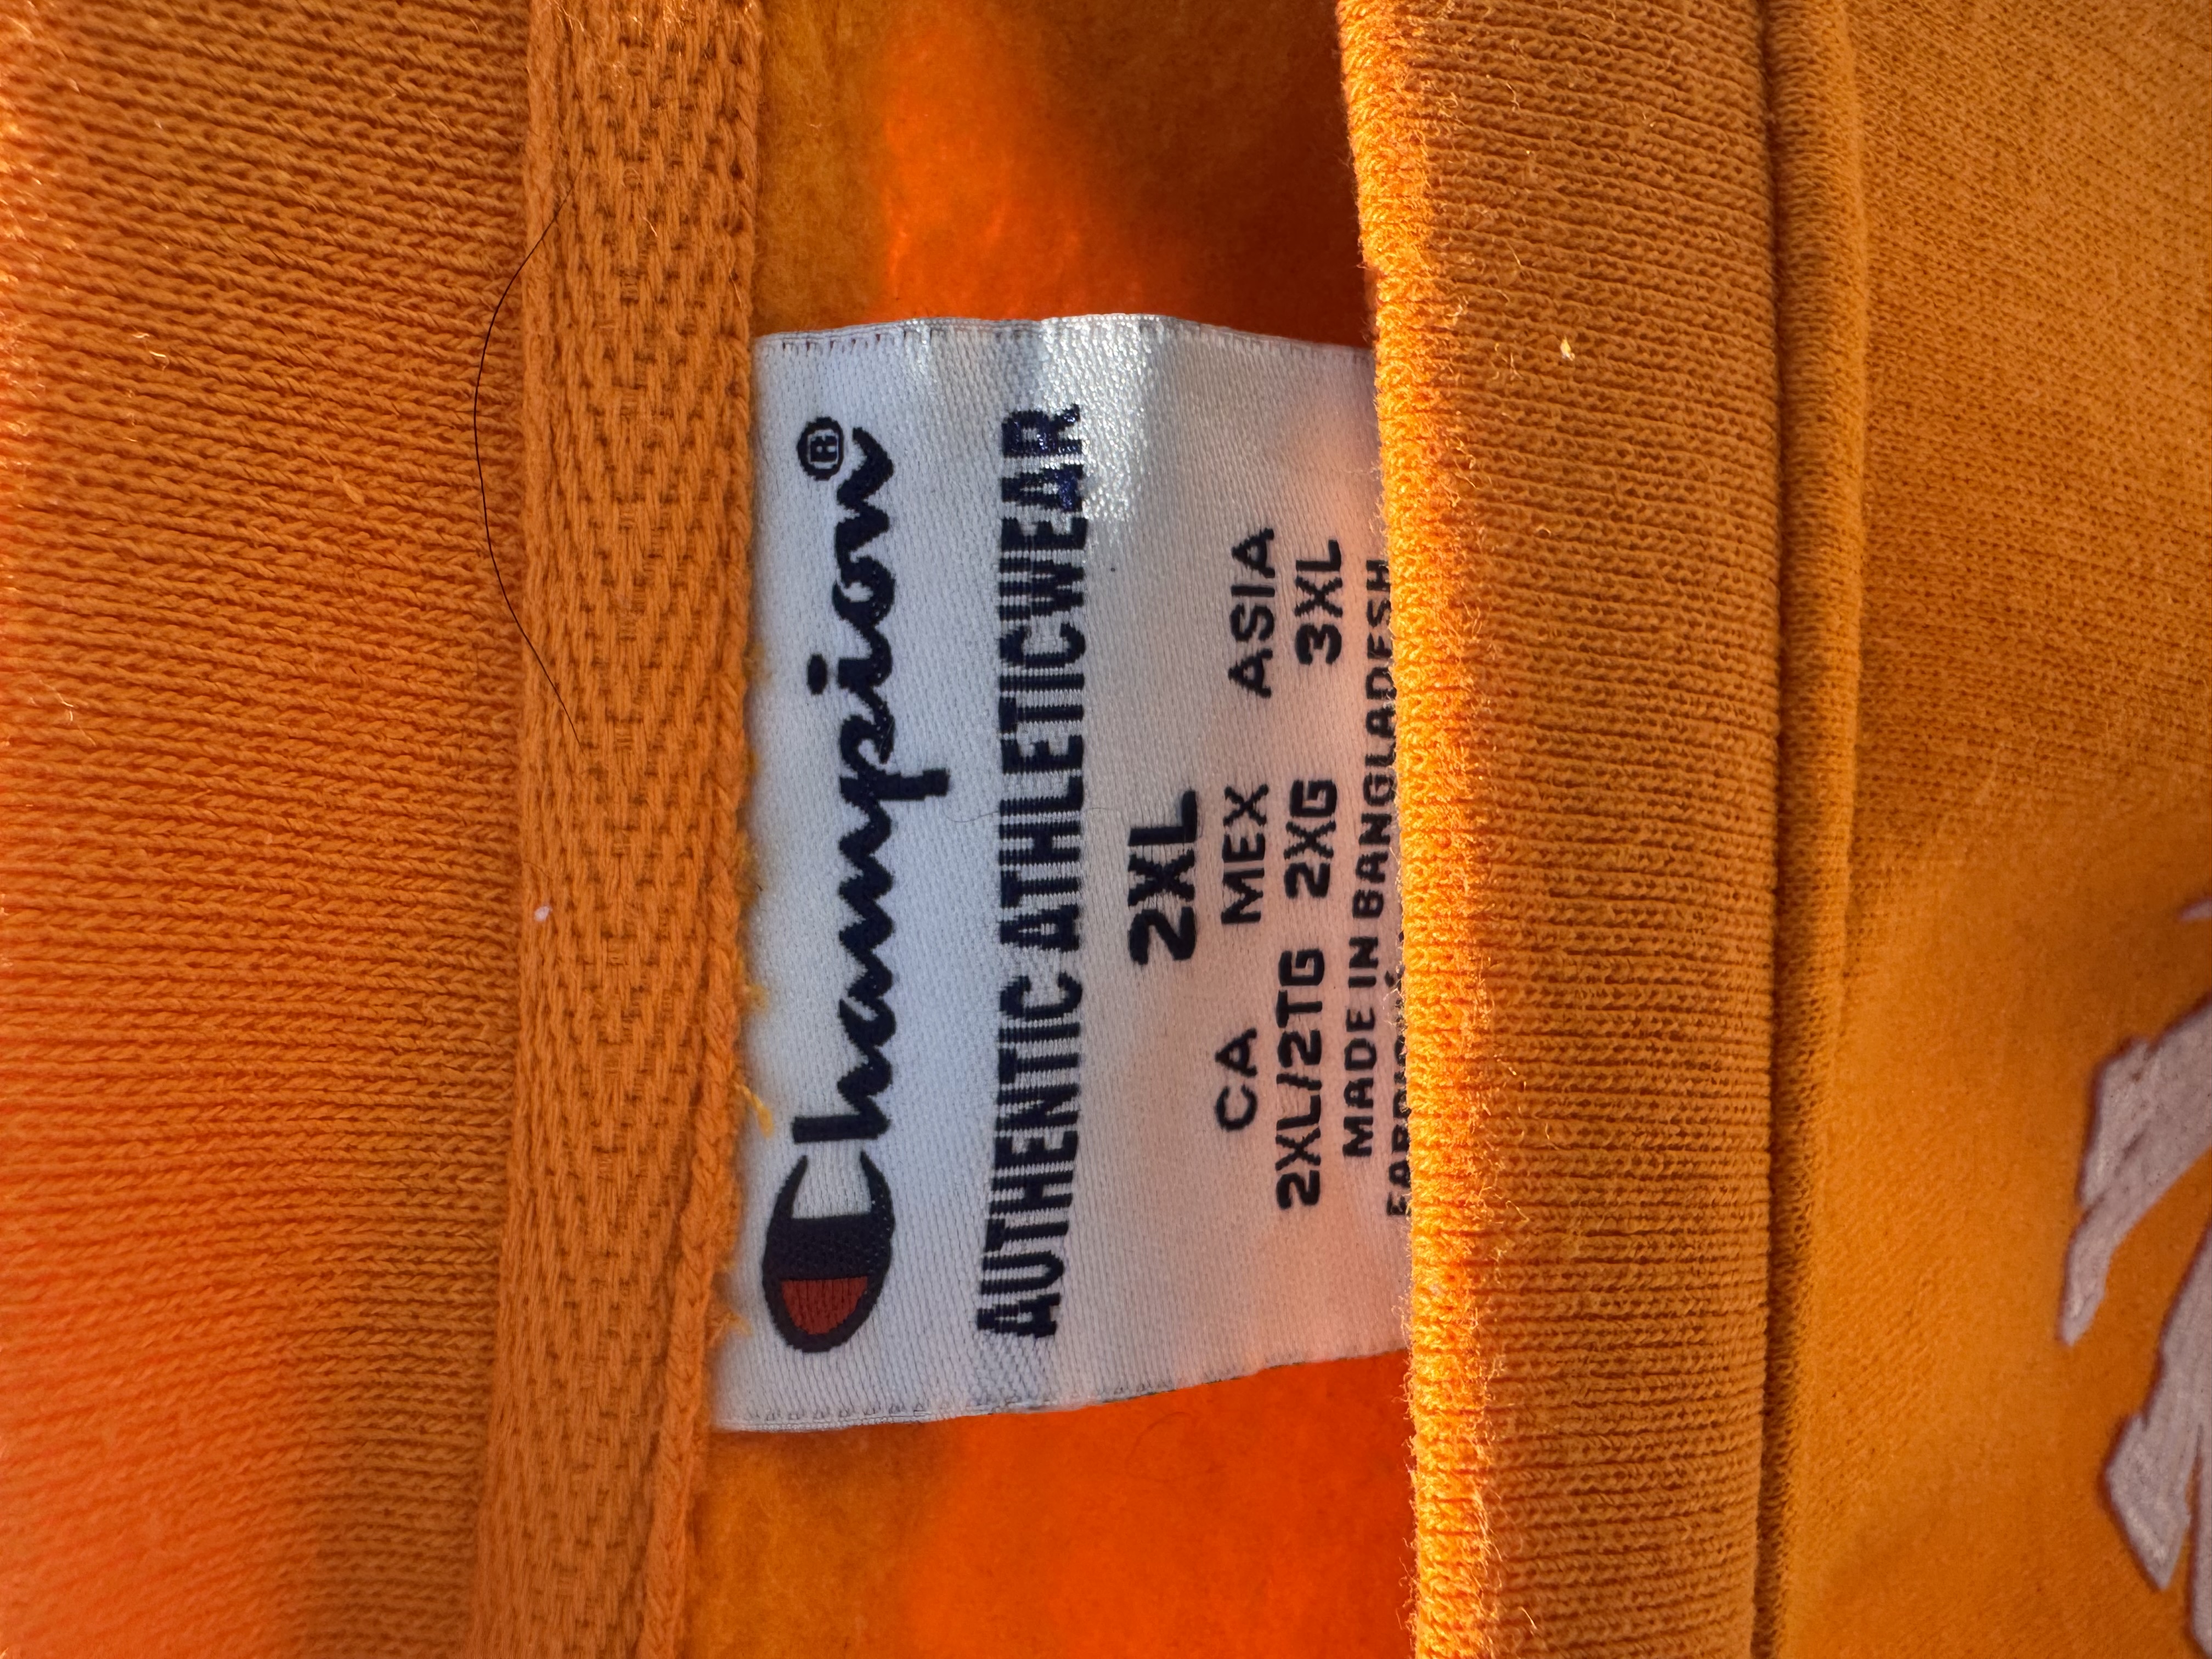 Champion®
AUTHENTIC ATHLETICWEAR
2XL
CA MEX ASIA
2XL/2TG 2XG 3XL
MADE IN BANGLADESH